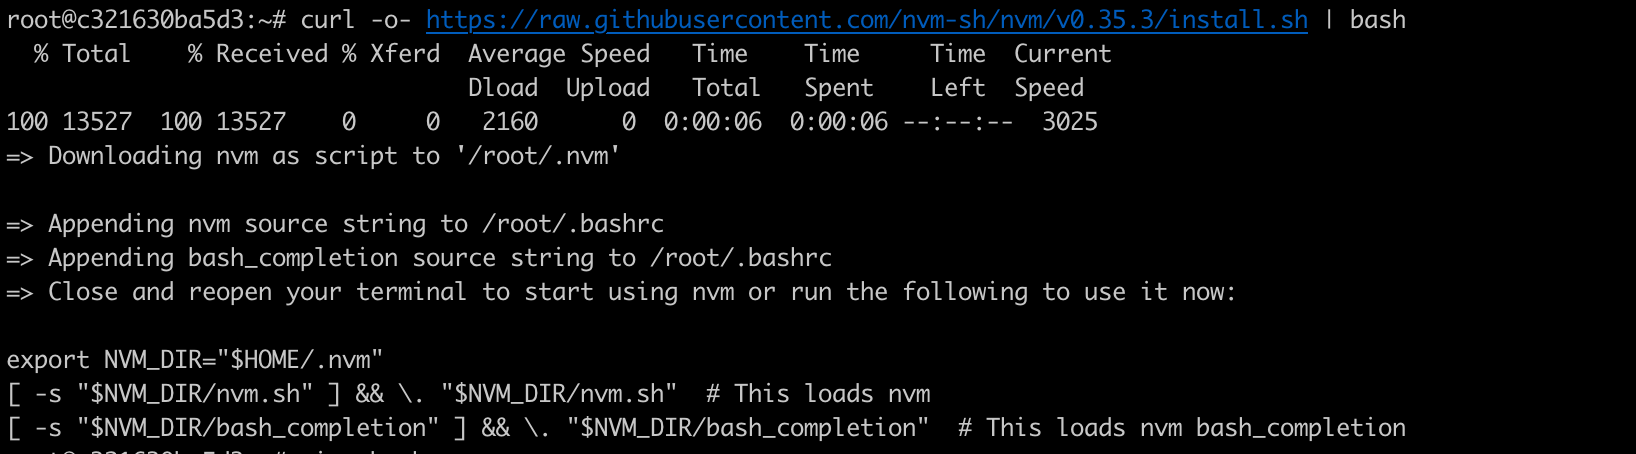 root@c321630ba5d3:~# curl -o- https://raw.githubusercontent.com/nvm-sh/nvm/v0.35.3/install.sh | bash
  % Total    % Received % Xferd  Average Speed   Time    Time     Time  Current
                                 Dload  Upload   Total   Spent    Left  Speed
100 13527  100 13527    0     0   2160      0  0:00:06  0:00:06 --:--:--  3025
=> Downloading nvm as script to '/root/.nvm'

=> Appending nvm source string to /root/.bashrc
=> Appending bash_completion source string to /root/.bashrc
=> Close and reopen your terminal to start using nvm or run the following to use it now:

export NVM_DIR="$HOME/.nvm"
[ -s "$NVM_DIR/nvm.sh" ] && \. "$NVM_DIR/nvm.sh"  # This loads nvm
[ -s "$NVM_DIR/bash_completion" ] && \. "$NVM_DIR/bash_completion"  # This loads nvm bash_completion